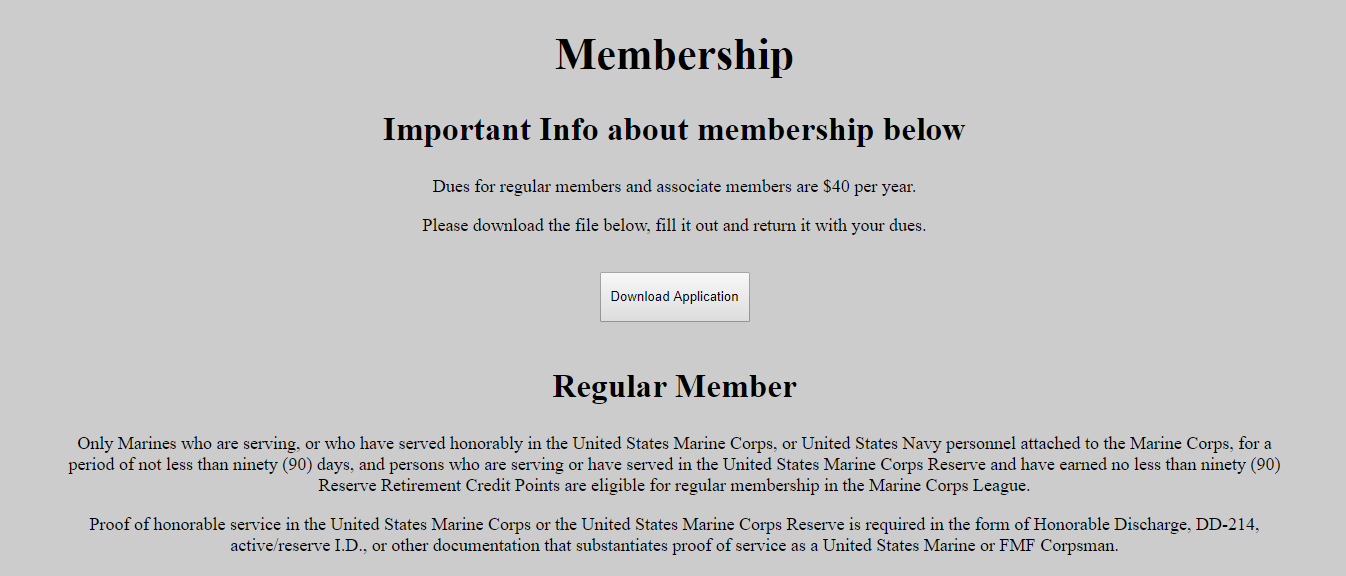 Membership
Important Info about membership below
Dues for regular members and associate members are $40 per year.
Please download the file below, fill it out and return it with your dues.
Download Application
Regular Member
Only Marines who are serving, or who have served honorably in the United States Marine Corps, or United States Navy personnel attached to the Marine Corps, for a
period of not less than ninety (90) days, and persons who are serving or have served in the United States Marine Corps Reserve and have earned no less than ninety (90)
Reserve Retirement Credit Points are eligible for regular membership in the Marine Corps League.
Proof of honorable service in the United States Marine Corps or the United States Marine Corps Reserve is required in the form of Honorable Discharge, DD-214,
active/reserve I.D., or other documentation that substantiates proof of service as a United States Marine or FMF Corpsman.